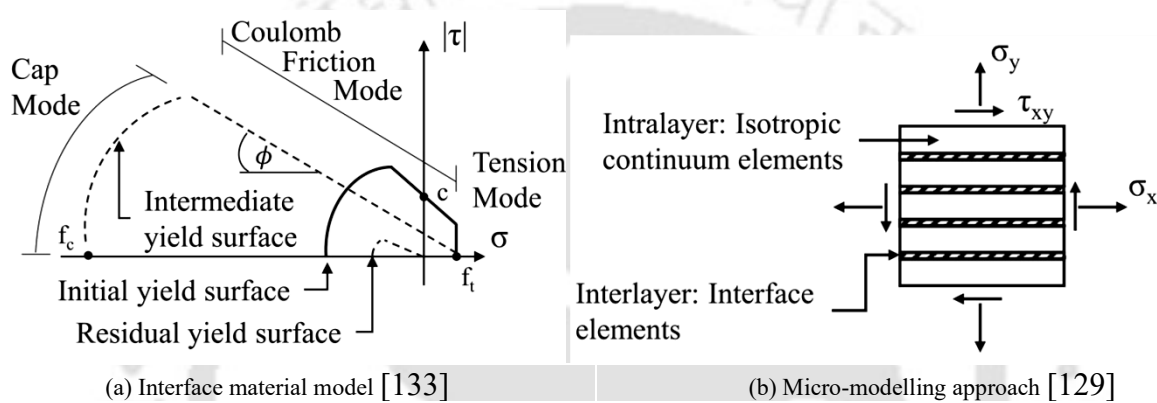 Coulomb
Friction
Mode
|τ|
Cap
Mode
ϕ
Tension
Mode
c
Intermediate
yield surface
f_c
σ
f_t
Initial yield surface
Residual yield surface
(a) Interface material model [133]
σ_y
τ_xy
Intralayer: Isotropic
continuum elements
σ_x
Interlayer: Interface
elements
(b) Micro-modelling approach [129]